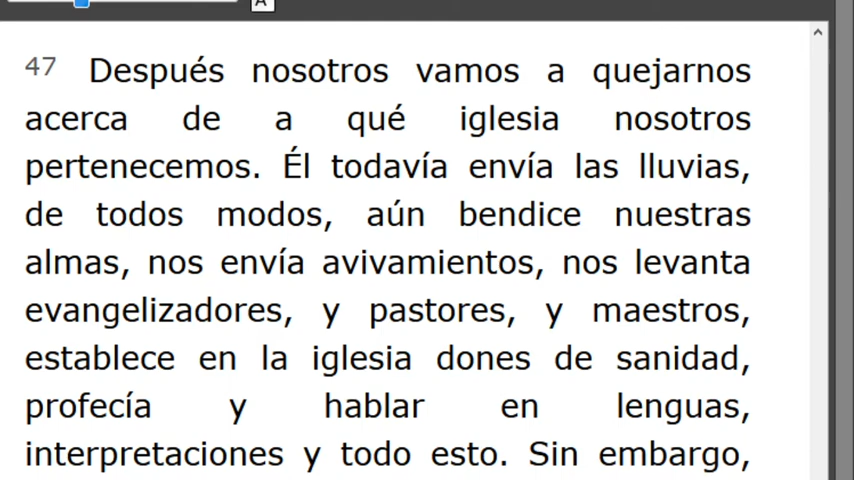 A
47 Después nosotros vamos a quejarnos
acerca de a qué iglesia nosotros
pertenecemos. Él todavía envía las lluvias,
de todos modos, aún bendice nuestras
almas, nos envía avivamientos, nos levanta
evangelizadores, y pastores, y maestros,
establece en la iglesia dones de sanidad,
profecía y hablar en lenguas,
interpretaciones y todo esto. Sin embargo,